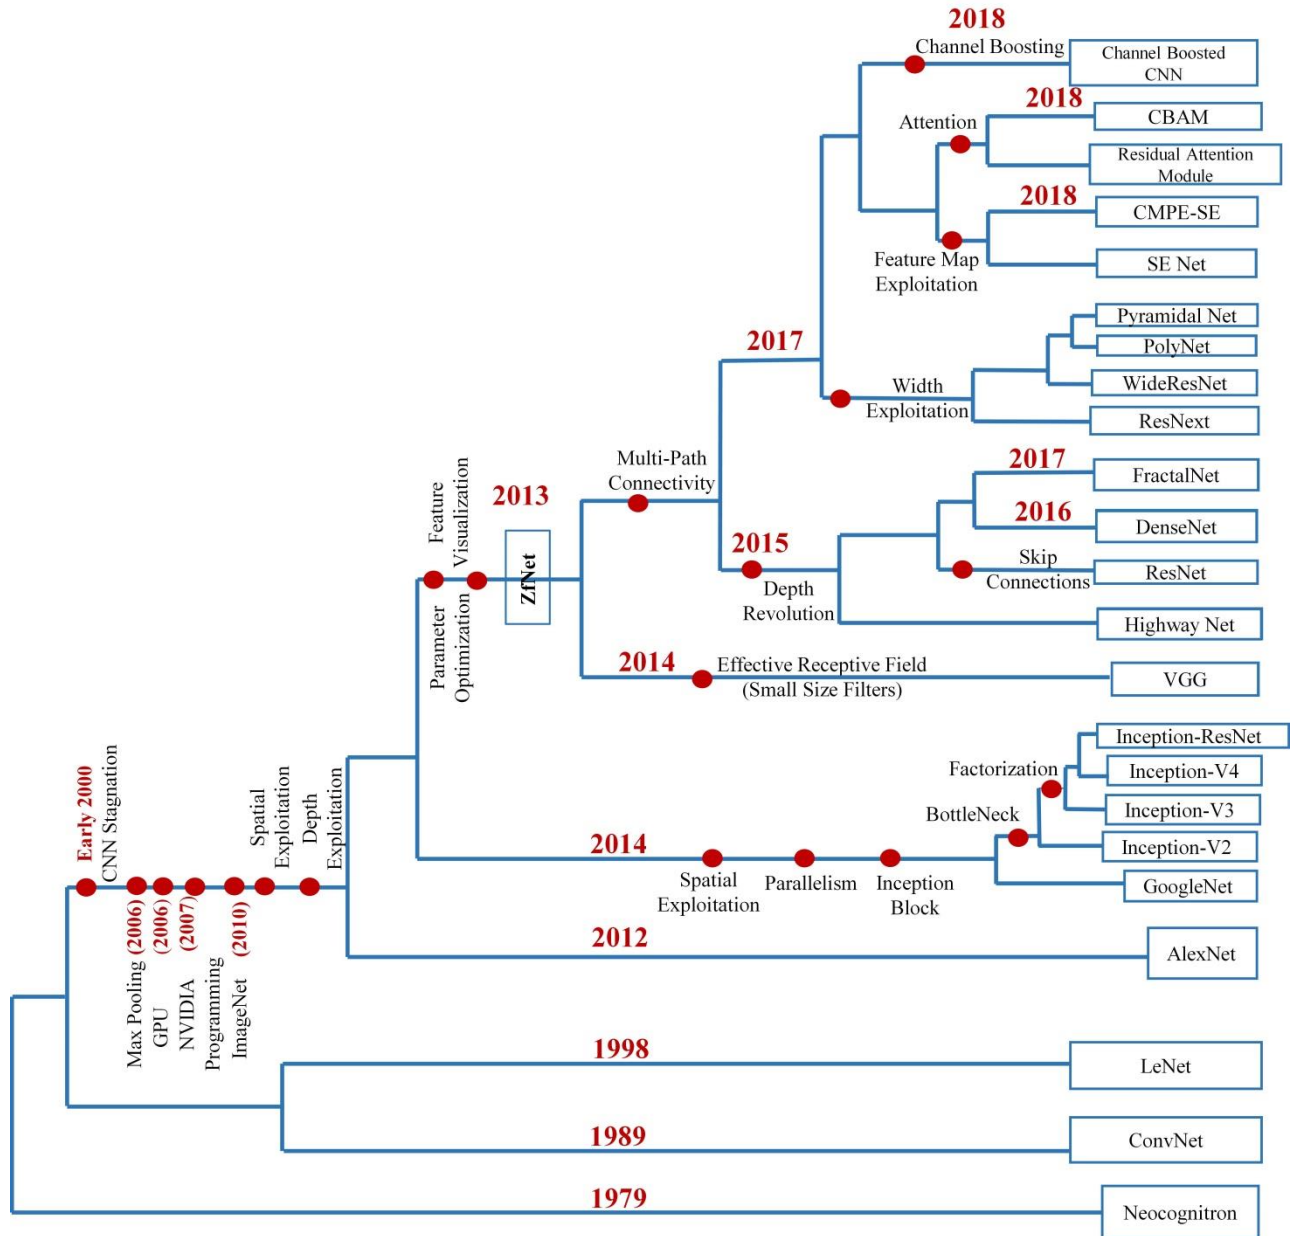 2018
Channel Boosting
Channel Boosted
CNN
2018
CBAM
Attention
Residual Attention
Module
2018
CMPE-SE
Feature Map
Exploitation
SE Net
Pyramidal Net
2017
PolyNet
Width
Exploitation
WideResNet
ResNext
Multi-Path
Connectivity
2017
FractalNet
Feature
Visualization
2013
ZfNet
2016
DenseNet
2015
Depth
Revolution
Skip
Connections
ResNet
Parameter
Optimization
Highway Net
2014
Effective Receptive Field
(Small Size Filters)
VGG
Inception-ResNet
Factorization
Inception-V4
Inception-V3
BottleNeck
Inception-V2
2014
Spatial
Exploitation
Parallelism
Inception
Block
GoogleNet
Early 2000
CNN Stagnation
Spatial
Exploitation
Depth
Exploitation
Max Pooling (2006)
GPU (2006)
NVIDIA (2007)
Programming
ImageNet (2010)
2012
AlexNet
1998
LeNet
1989
ConvNet
1979
Neocognitron